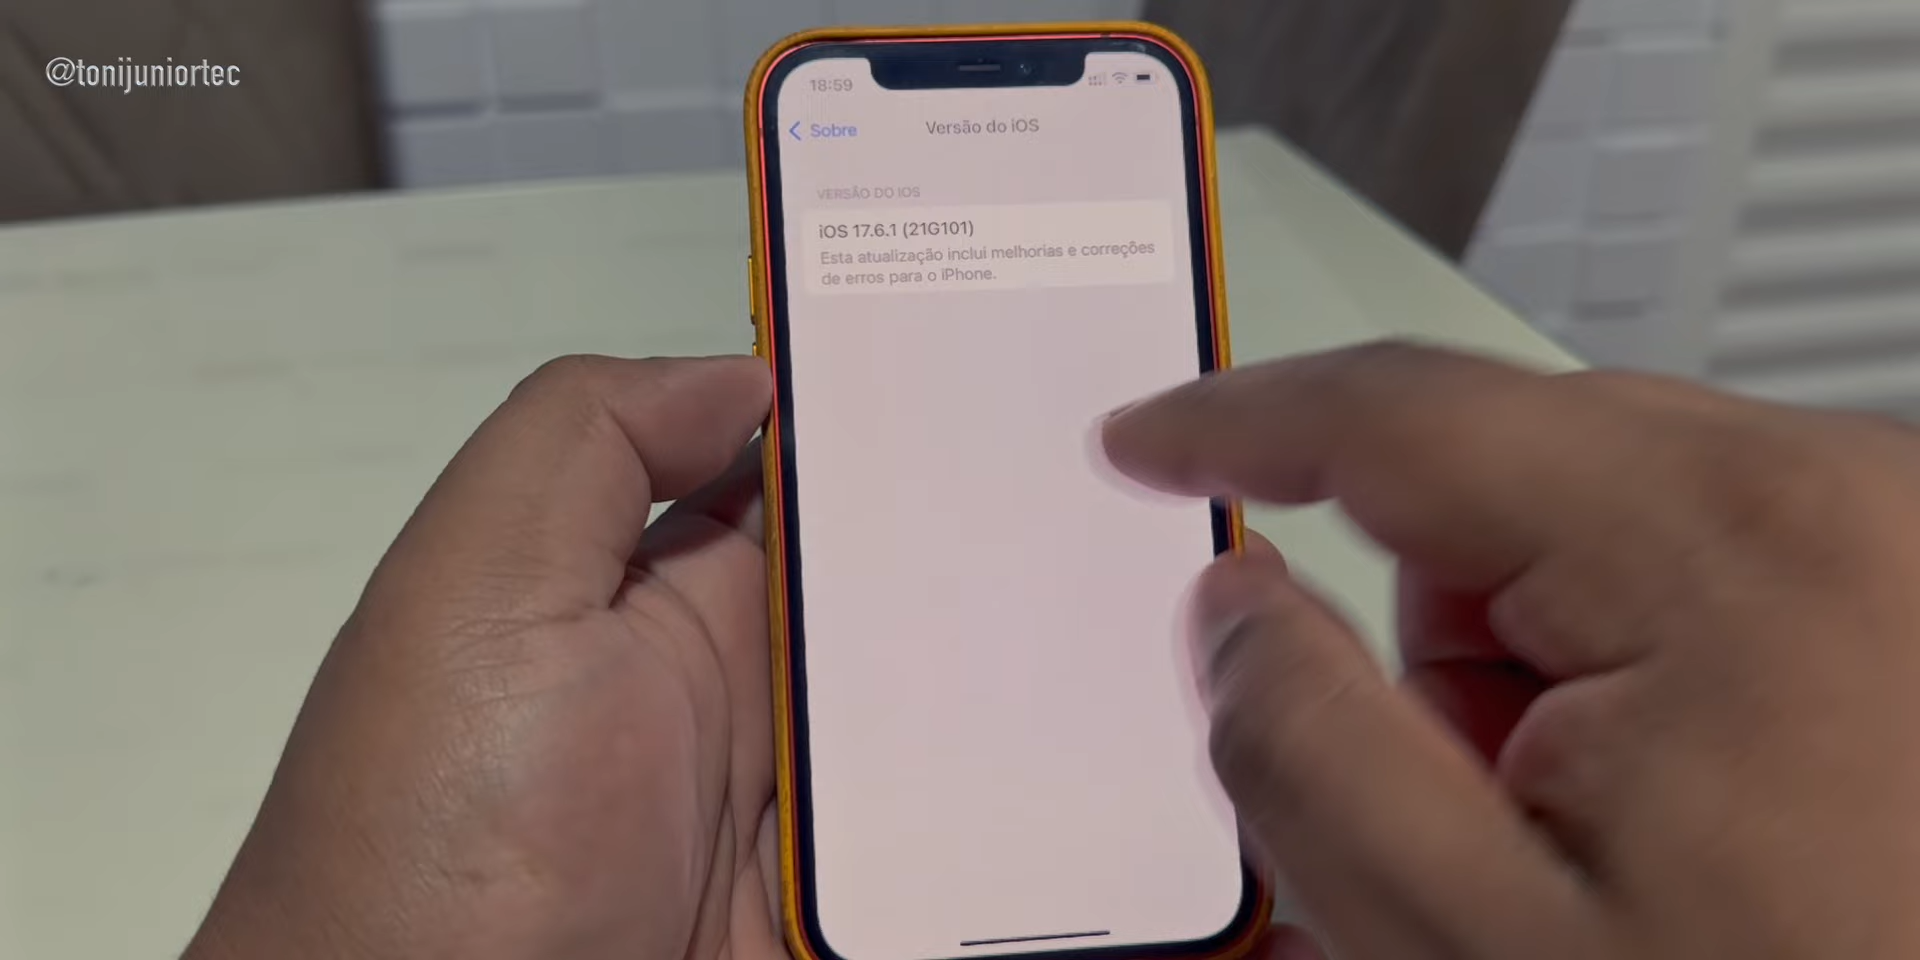 @tonijuniortec
18:59
Sobre
Versão do iOS
VERSÃO DO IOS
iOS 17.6.1 (21G101)
Esta atualização inclui melhorias e correções
de erros para o iPhone.